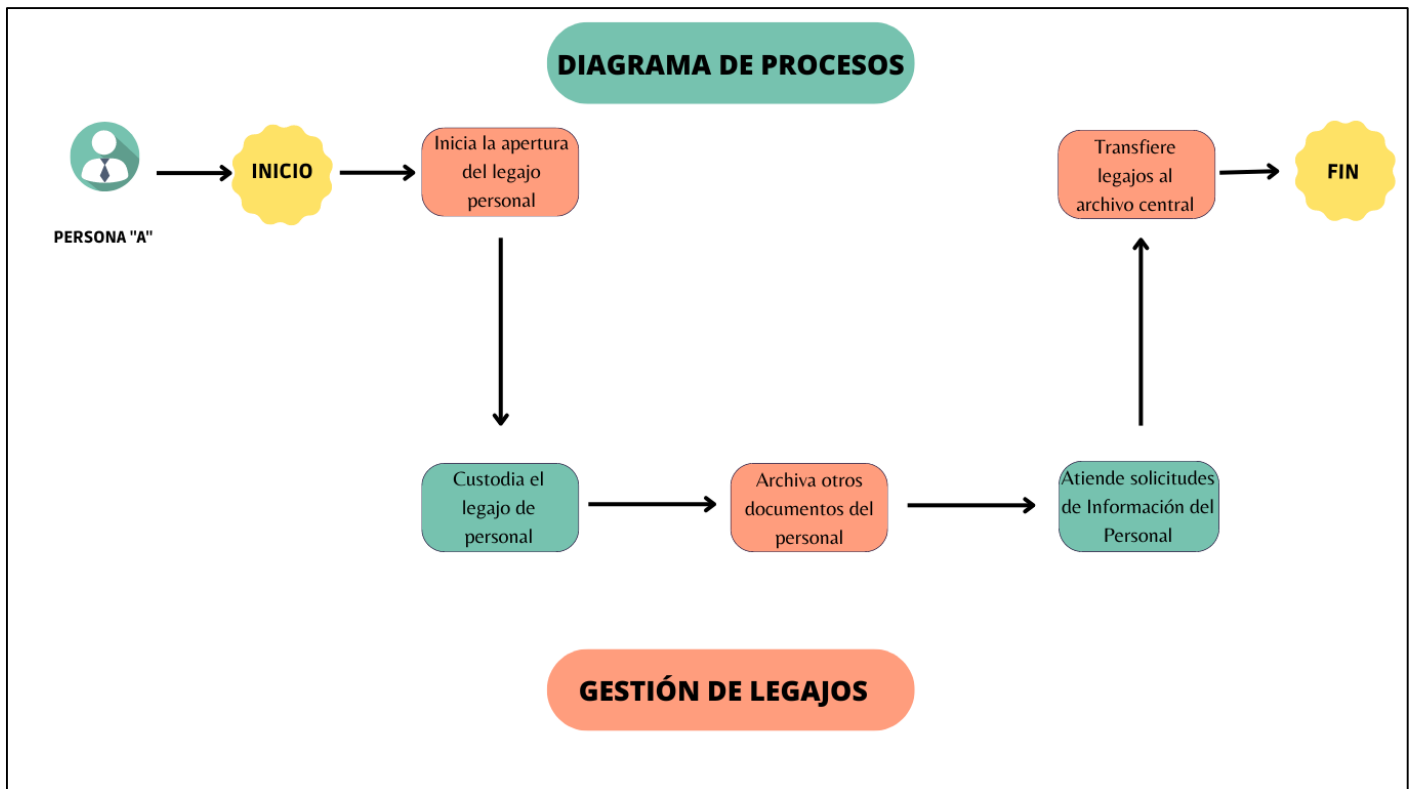 DIAGRAMA DE PROCESOS
PERSONA "A"
INICIO
Inicia la apertura
del legajo
personal
Custodia el
legajo de
personal
Archiva otros
documentos del
personal
Atiende solicitudes
de Información del
Personal
Transfiere
legajos al
archivo central
FIN
GESTIÓN DE LEGAJOS